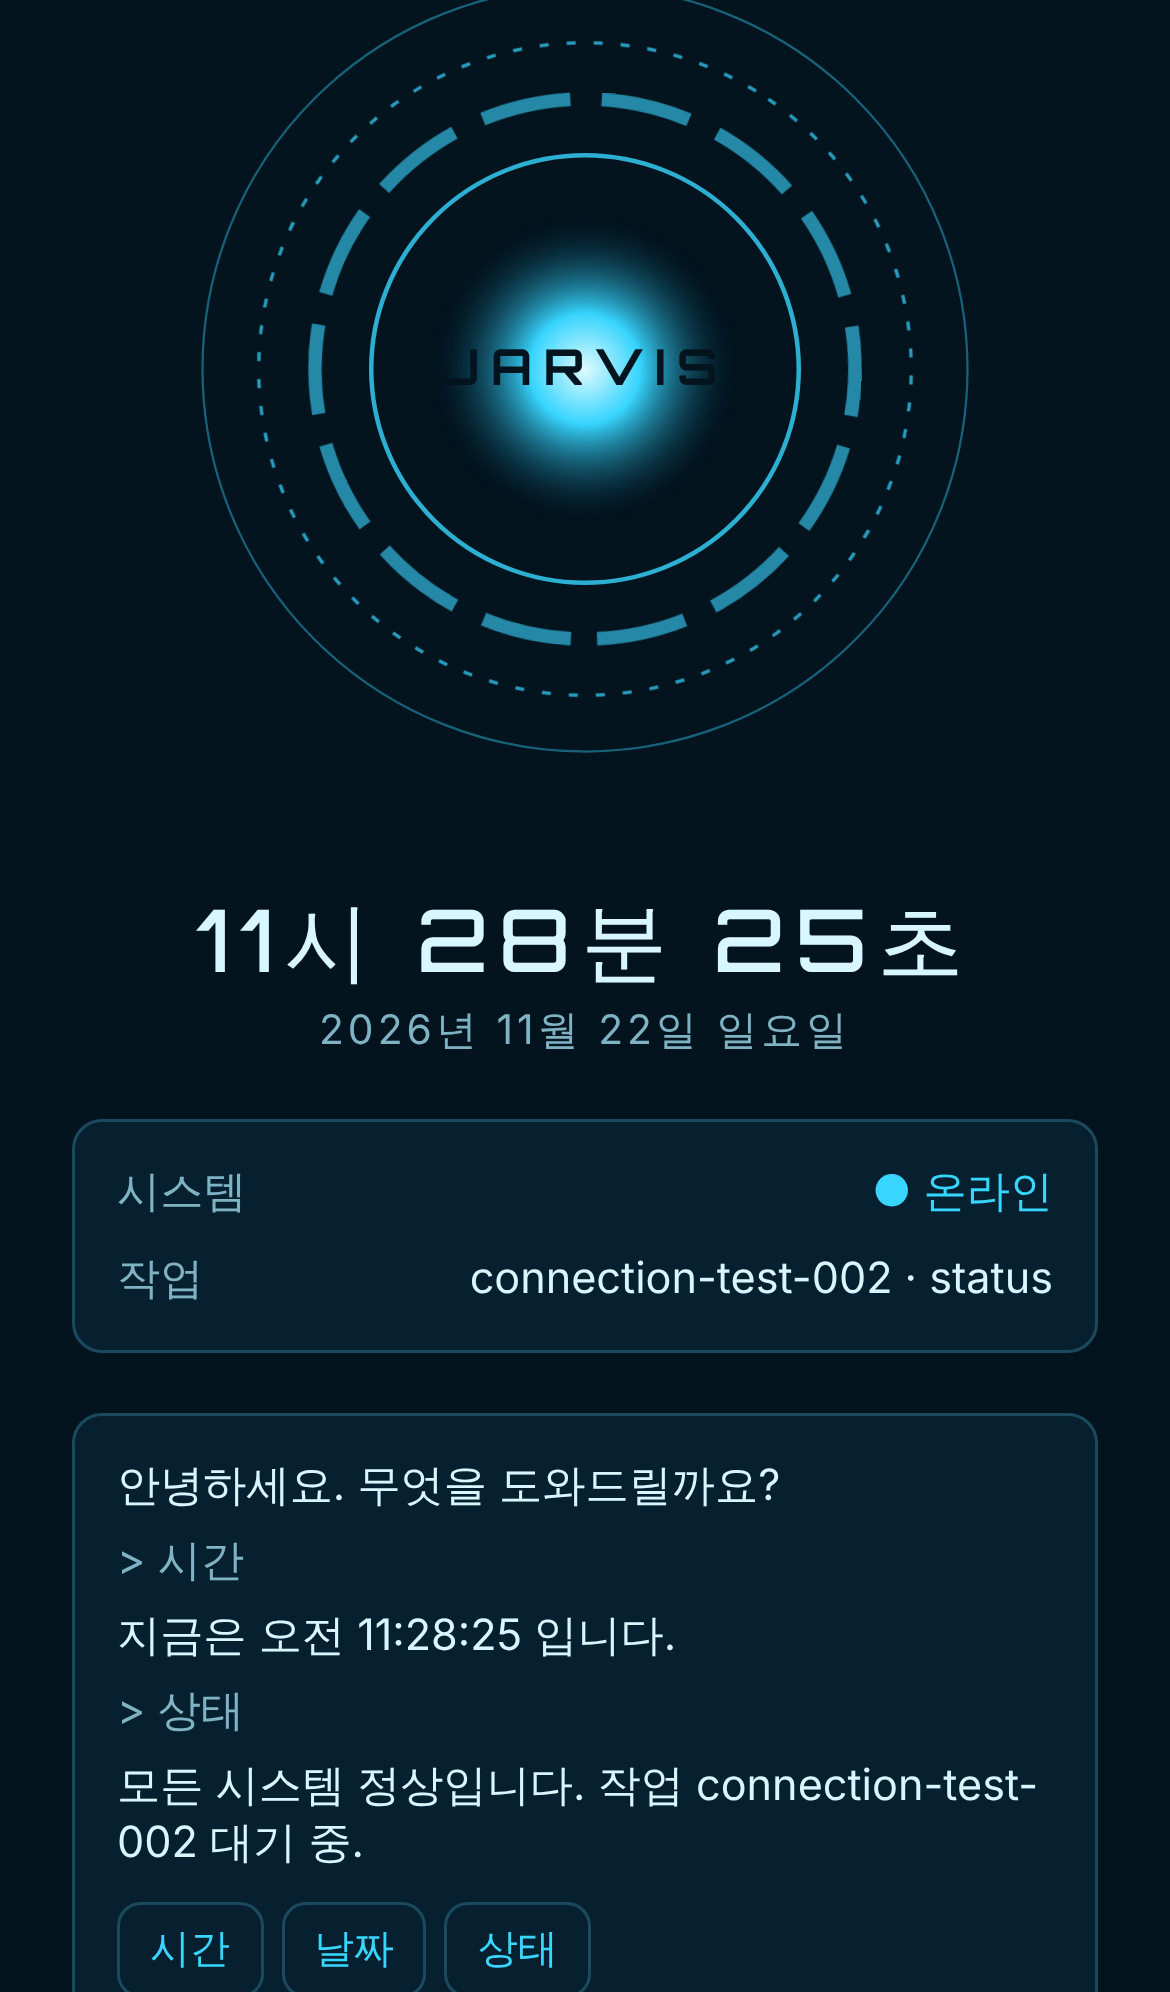 JARVIS
11시 28분 25초
2026년 11월 22일 일요일
시스템 온라인
작업 connection-test-002 · status
안녕하세요. 무엇을 도와드릴까요?
> 시간
지금은 오전 11:28:25 입니다.
> 상태
모든 시스템 정상입니다. 작업 connection-test-
002 대기 중.
시간 날짜 상태